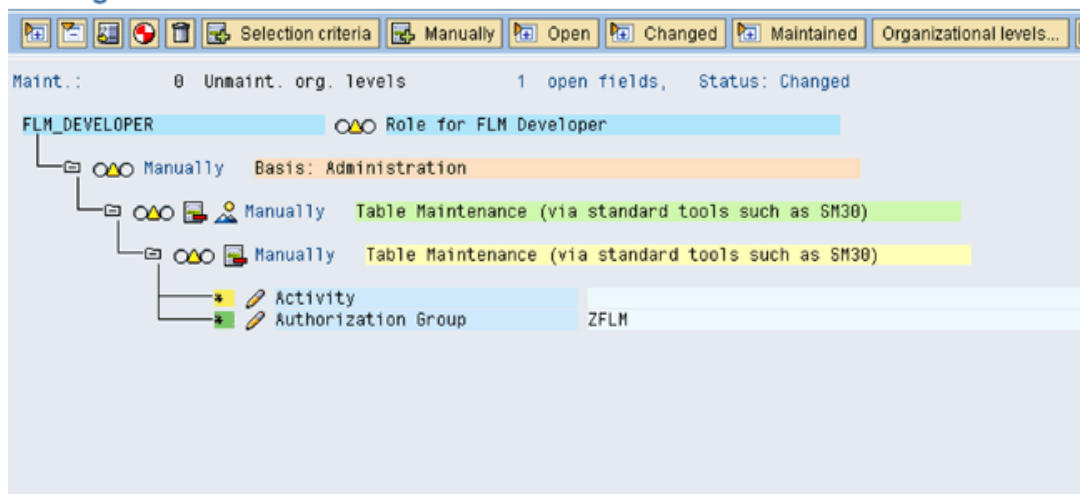 Selection criteria Manually Open Changed Maintained Organizational levels...
Maint.: 0 Unmaint. org. levels 1 open fields, Status: Changed
FLM_DEVELOPER Role for FLM Developer
Manually Basis: Administration
Manually Table Maintenance (via standard tools such as SM30)
Manually Table Maintenance (via standard tools such as SM30)
* Activity
* Authorization Group ZFLM